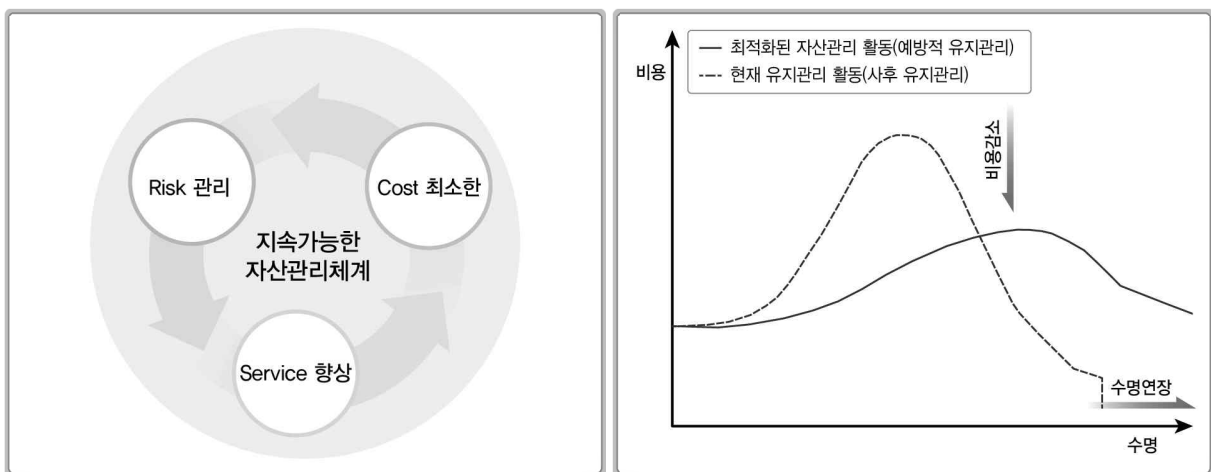 Risk 관리
Cost 최소한
지속가능한
자산관리체계
Service 향상
비용
최적화된 자산관리 활동(예방적 유지관리)
현재 유지관리 활동(사후 유지관리)
비용감소
수명연장
수명